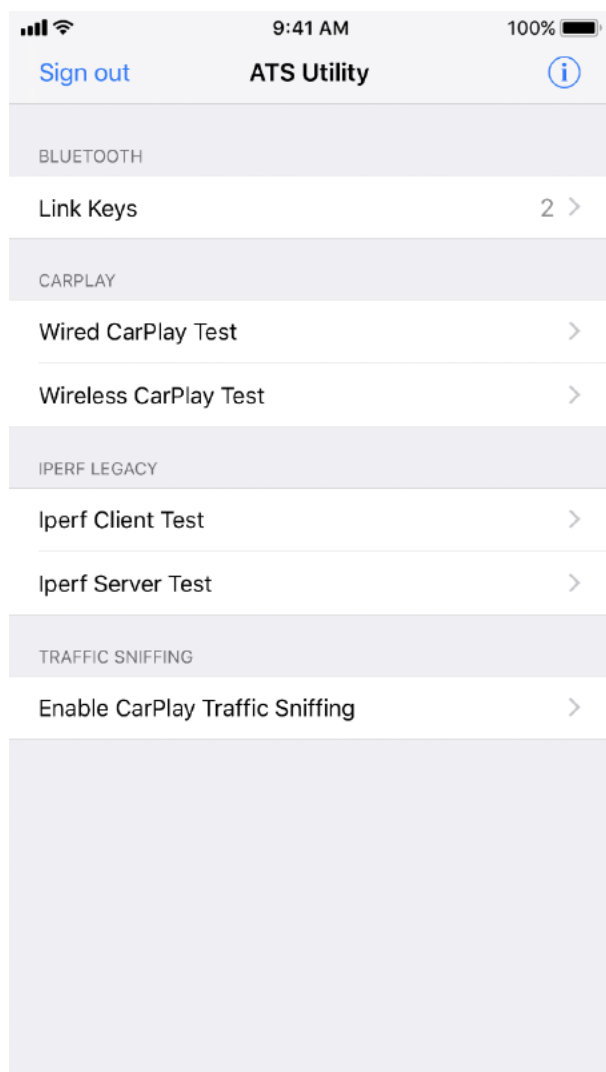 9:41 AM
100%
Sign out
ATS Utility
BLUETOOTH
Link Keys
2
CARPLAY
Wired CarPlay Test
Wireless CarPlay Test
IPERF LEGACY
Iperf Client Test
Iperf Server Test
TRAFFIC SNIFFING
Enable CarPlay Traffic Sniffing